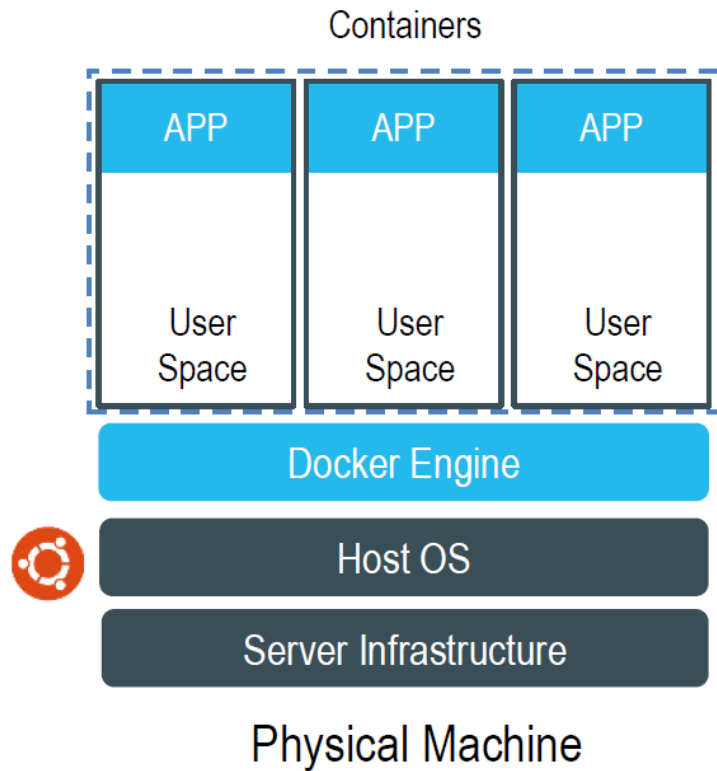 Containers
APP APP APP
User User User
Space Space Space
Docker Engine
Host OS
Server Infrastructure
Physical Machine